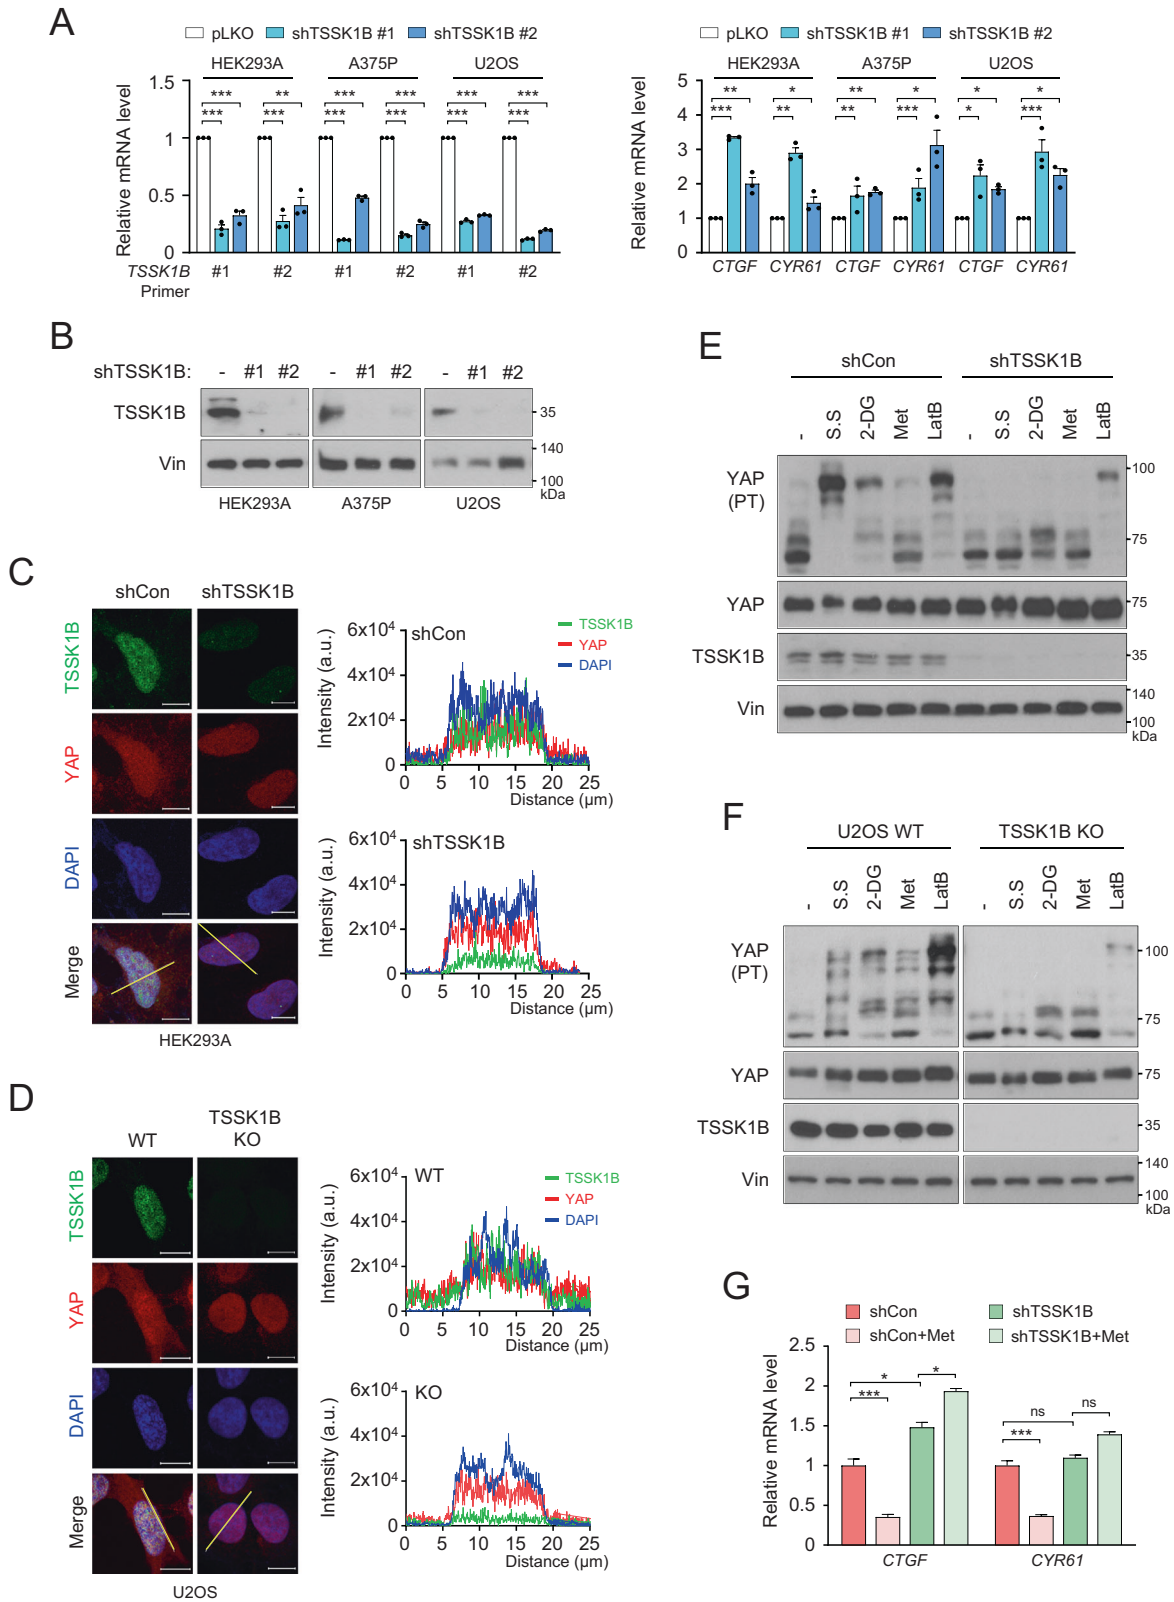 A
pLKO shTSSK1B #1 shTSSK1B #2
HEK293A A375P U2OS
Relative mRNA level
1.5
1
0.5
0
*** ** *** *** *** ***
*** *** *** *** *** ***
TSSK1B #1 #2 #1 #2 #1 #2
Primer
pLKO shTSSK1B #1 shTSSK1B #2
HEK293A A375P U2OS
Relative mRNA level
5
4
3
2
1
0
** * ** * * *
*** ** ** *** * ***
CTGF CYR61 CTGF CYR61 CTGF CYR61
B
shTSSK1B: - #1 #2 - #1 #2 - #1 #2
TSSK1B 35
Vin 140
100
kDa
HEK293A A375P U2OS
C
shCon shTSSK1B
TSSK1B
YAP
DAPI
Merge
HEK293A
shCon
TSSK1B
YAP
DAPI
Intensity (a.u.)
6x10⁴
4x10⁴
2x10⁴
0
0 5 10 15 20 25
Distance (µm)
shTSSK1B
Intensity (a.u.)
6x10⁴
4x10⁴
2x10⁴
0
0 5 10 15 20 25
Distance (µm)
D
WT TSSK1B
KO
TSSK1B
YAP
DAPI
Merge
U2OS
WT
TSSK1B
YAP
DAPI
Intensity (a.u.)
6x10⁴
4x10⁴
2x10⁴
0
0 5 10 15 20 25
Distance (µm)
KO
Intensity (a.u.)
6x10⁴
4x10⁴
2x10⁴
0
0 5 10 15 20 25
Distance (µm)
E
shCon shTSSK1B
- S.S 2-DG Met LatB - S.S 2-DG Met LatB
YAP
(PT)
100
75
YAP 75
TSSK1B 35
Vin 140
100
kDa
F
U2OS WT TSSK1B KO
- S.S 2-DG Met LatB - S.S 2-DG Met LatB
YAP
(PT)
100
75
YAP 75
TSSK1B 35
Vin 140
100
kDa
G
shCon shTSSK1B
shCon+Met shTSSK1B+Met
Relative mRNA level
2.5
2
1.5
1
0.5
0
* *
***
ns ns
***
CTGF CYR61